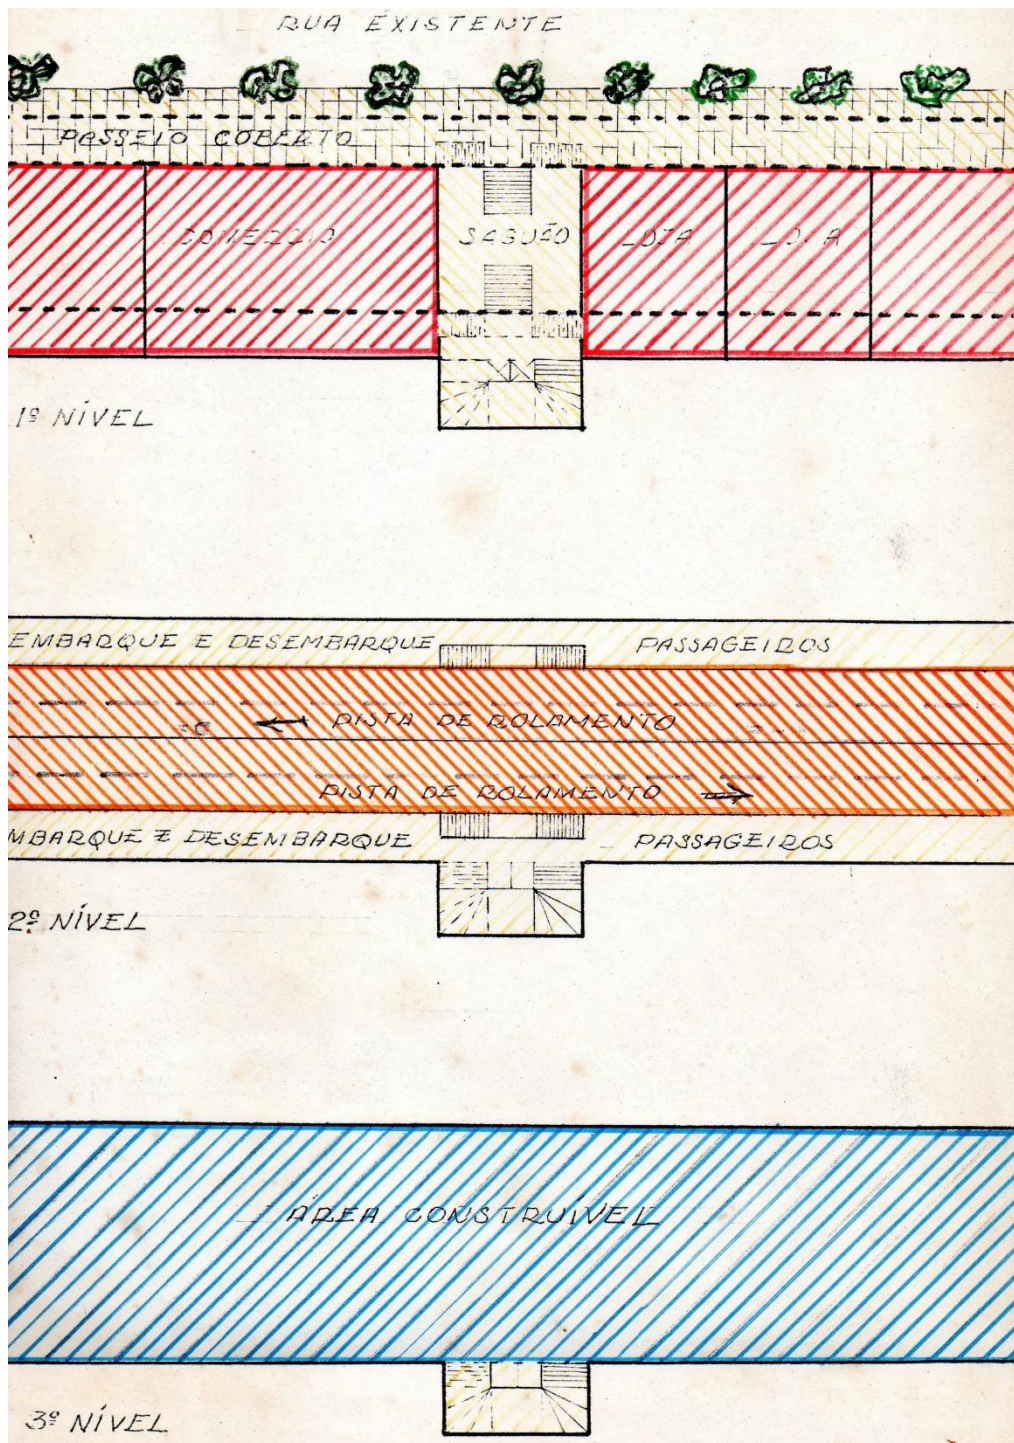 RUA EXISTENTE
PASSEIO COBERTO
COMERCIO SAGUÃO LOJA LOJA
1º NÍVEL
EMBARQUE E DESEMBARQUE PASSAGEIROS
PISTA DE ROLAMENTO
PISTA DE ROLAMENTO
MBARQUE E DESEMBARQUE PASSAGEIROS
2º NÍVEL
ÁREA CONSTRUÍVEL
3º NÍVEL